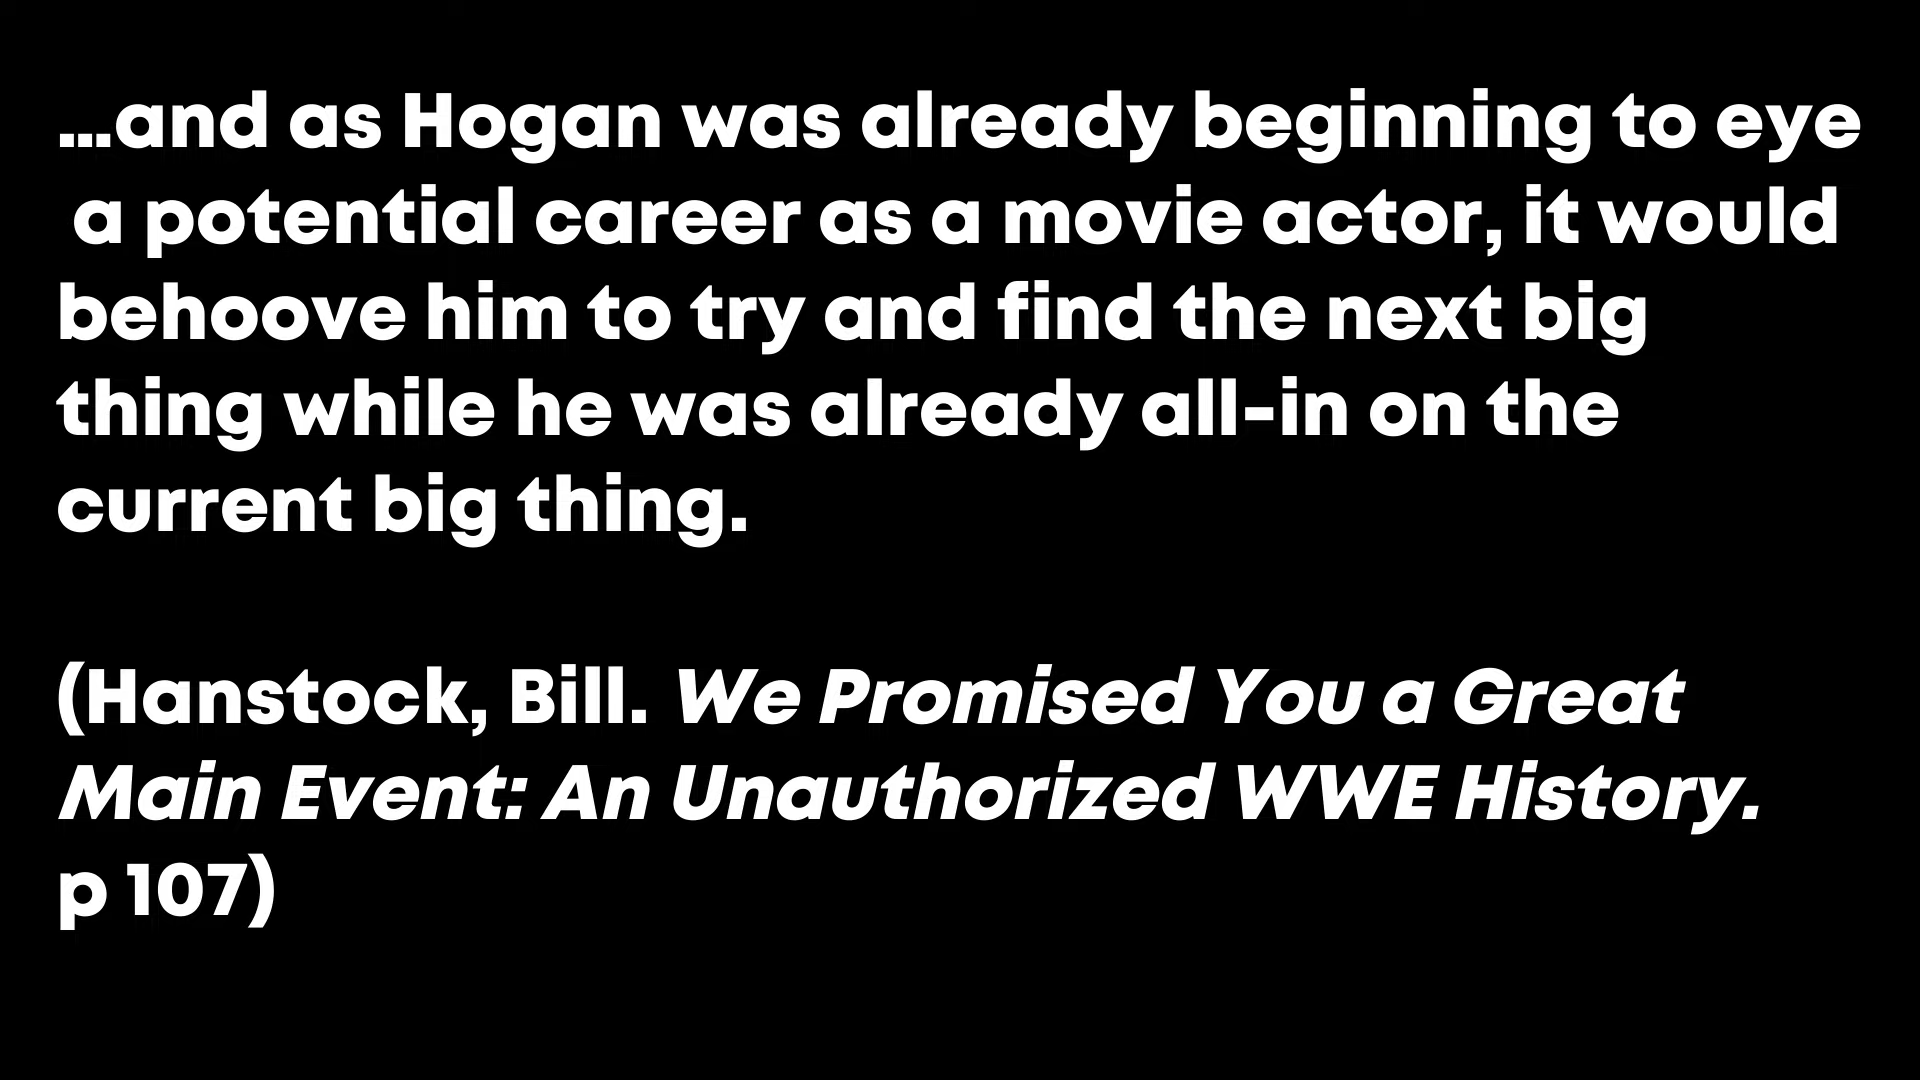 ...and as Hogan was already beginning to eye
a potential career as a movie actor, it would
behoove him to try and find the next big
thing while he was already all-in on the
current big thing.
(Hanstock, Bill. We Promised You a Great
Main Event: An Unauthorized WWE History.
p 107)